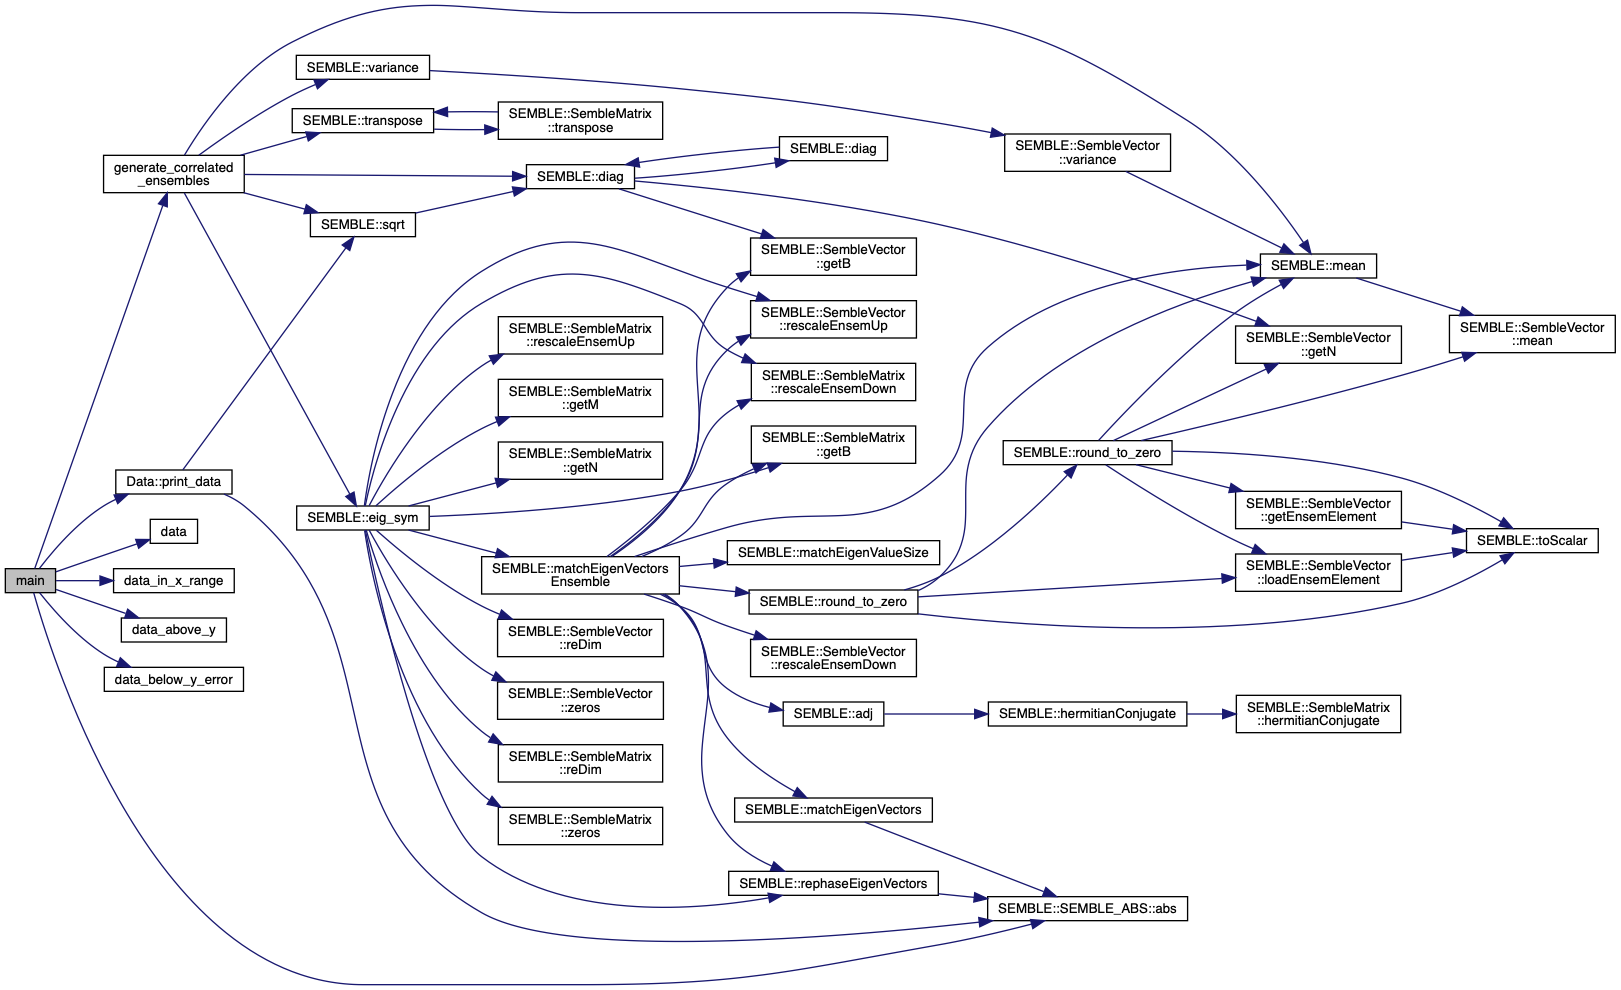 main
generate_correlated
_ensembles
Data::print_data
data
data_in_x_range
data_above_y
data_below_y_error
SEMBLE::variance
SEMBLE::transpose
SEMBLE::sqrt
SEMBLE::eig_sym
SEMBLE::SembleMatrix
::transpose
SEMBLE::diag
SEMBLE::SembleMatrix
::rescaleEnsemUp
SEMBLE::SembleMatrix
::getM
SEMBLE::SembleMatrix
::getN
SEMBLE::matchEigenVectors
Ensemble
SEMBLE::SembleVector
::reDim
SEMBLE::SembleVector
::zeros
SEMBLE::SembleMatrix
::reDim
SEMBLE::SembleMatrix
::zeros
SEMBLE::diag
SEMBLE::SembleVector
::getB
SEMBLE::SembleVector
::rescaleEnsemUp
SEMBLE::SembleMatrix
::rescaleEnsemDown
SEMBLE::SembleMatrix
::getB
SEMBLE::matchEigenValueSize
SEMBLE::round_to_zero
SEMBLE::SembleVector
::rescaleEnsemDown
SEMBLE::adj
SEMBLE::matchEigenVectors
SEMBLE::rephaseEigenVectors
SEMBLE::SembleVector
::variance
SEMBLE::round_to_zero
SEMBLE::hermitianConjugate
SEMBLE::SEMBLE_ABS::abs
SEMBLE::mean
SEMBLE::SembleVector
::getN
SEMBLE::SembleVector
::getEnsemElement
SEMBLE::SembleVector
::loadEnsemElement
SEMBLE::SembleMatrix
::hermitianConjugate
SEMBLE::SembleVector
::mean
SEMBLE::toScalar